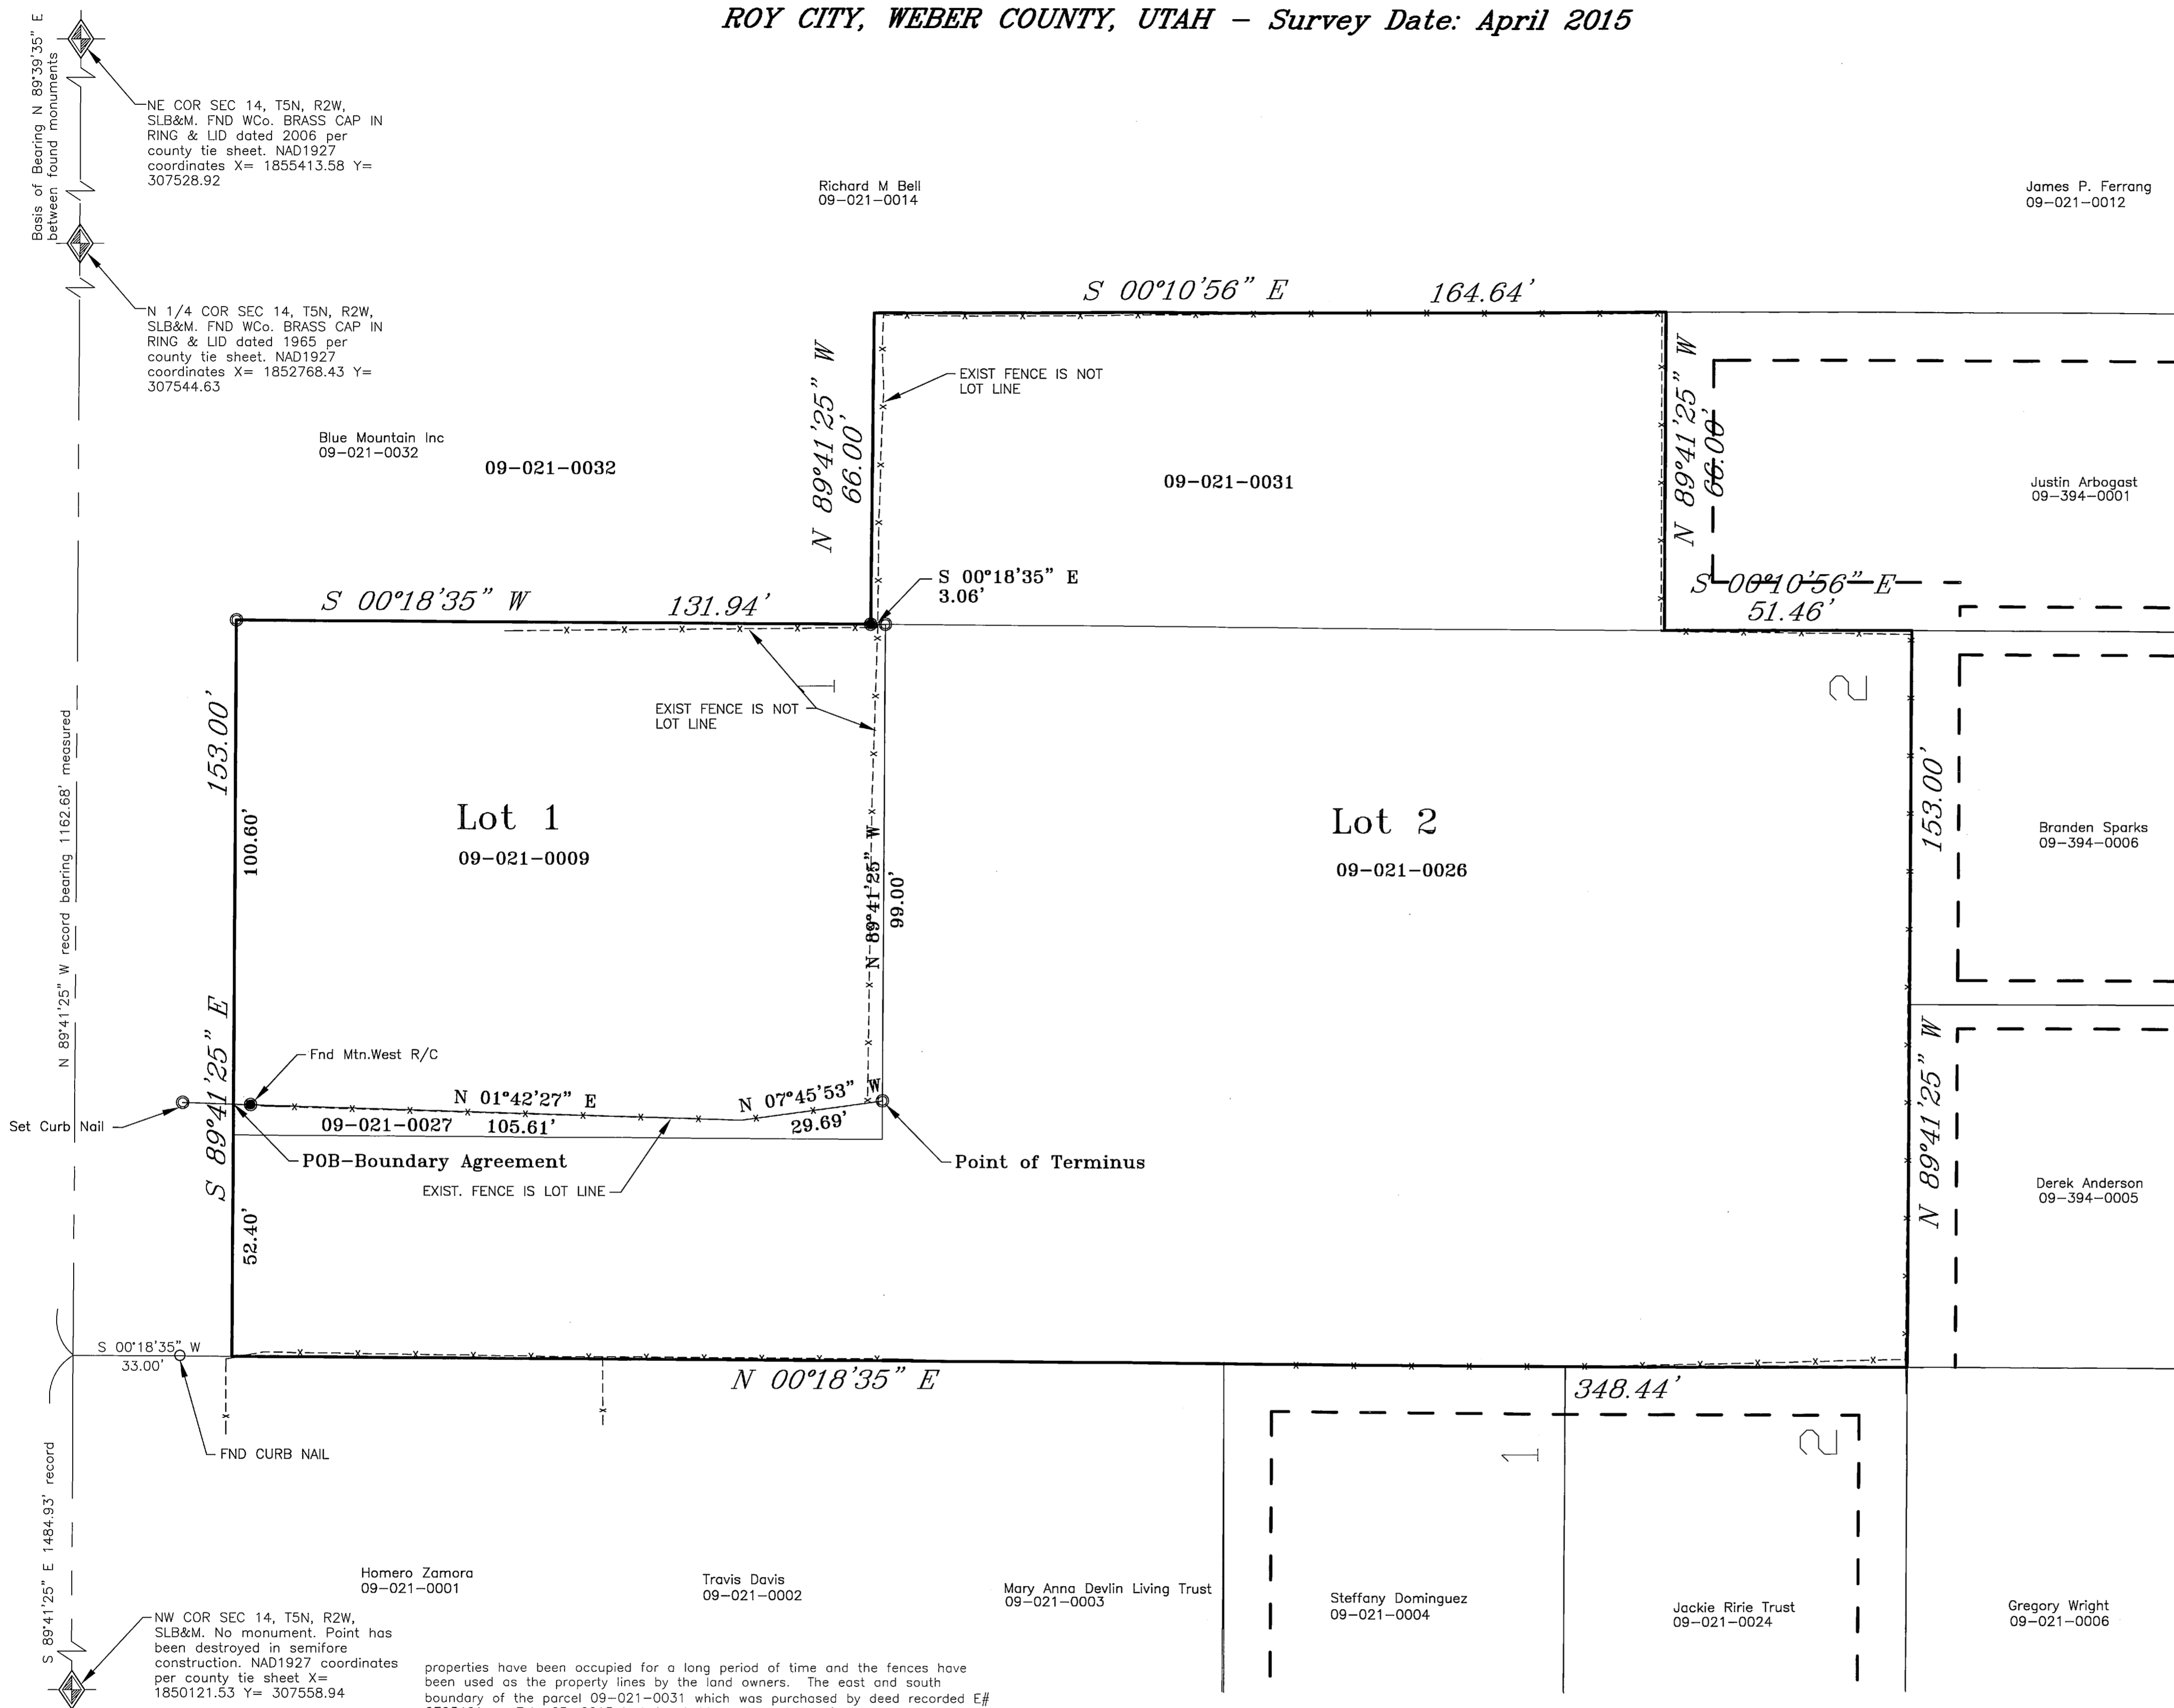 ROY CITY, WEBER COUNTY, UTAH – Survey Date: April 2015
Basis of Bearing N 89°39'35" E
between found monuments
NE COR SEC 14, T5N, R2W,
SLB&M. FND WCo. BRASS CAP IN
RING & LID dated 2006 per
county tie sheet. NAD1927
coordinates X= 1855413.58 Y=
307528.92
Richard M Bell
09-021-0014
James P. Ferrang
09-021-0012
N 1/4 COR SEC 14, T5N, R2W,
SLB&M. FND WCo. BRASS CAP IN
RING & LID dated 1965 per
county tie sheet. NAD1927
coordinates X= 1852768.43 Y=
307544.63
S 00°10'56" E 164.64'
N 89°41'25" W
66.00'
EXIST FENCE IS NOT
LOT LINE
N 89°41'25" W
66.00'
Blue Mountain Inc
09-021-0032
09-021-0032
09-021-0031
Justin Arbogast
09-394-0001
S 00°18'35" E
3.06'
S 00°10'56" E
51.46'
S 00°18'35" W 131.94'
1
2
EXIST FENCE IS NOT
LOT LINE
153.00'
153.00'
N 89°41'25" W record bearing 1162.68' measured
100.60'
Lot 1
09-021-0009
N 89°41'25" W
99.00'
Lot 2
09-021-0026
Branden Sparks
09-394-0006
S 89°41'25" E
N 89°41'25" W
Fnd Mtn.West R/C
N 01°42'27" E
105.61'
N 07°45'53" W
29.69'
Set Curb Nail
09-021-0027
POB-Boundary Agreement
Point of Terminus
EXIST. FENCE IS LOT LINE
Derek Anderson
09-394-0005
52.40'
S 00°18'35" W
33.00'
N 00°18'35" E
348.44'
FND CURB NAIL
1
2
S 89°41'25" E 1484.93' record
Homero Zamora
09-021-0001
Travis Davis
09-021-0002
Mary Anna Devlin Living Trust
09-021-0003
Steffany Dominguez
09-021-0004
Jackie Ririe Trust
09-021-0024
Gregory Wright
09-021-0006
NW COR SEC 14, T5N, R2W,
SLB&M. No monument. Point has
been destroyed in semifore
construction. NAD1927 coordinates
per county tie sheet X=
1850121.53 Y= 307558.94
properties have been occupied for a long period of time and the fences have
been used as the property lines by the land owners. The east and south
boundary of the parcel 09-021-0031 which was purchased by deed recorded E#